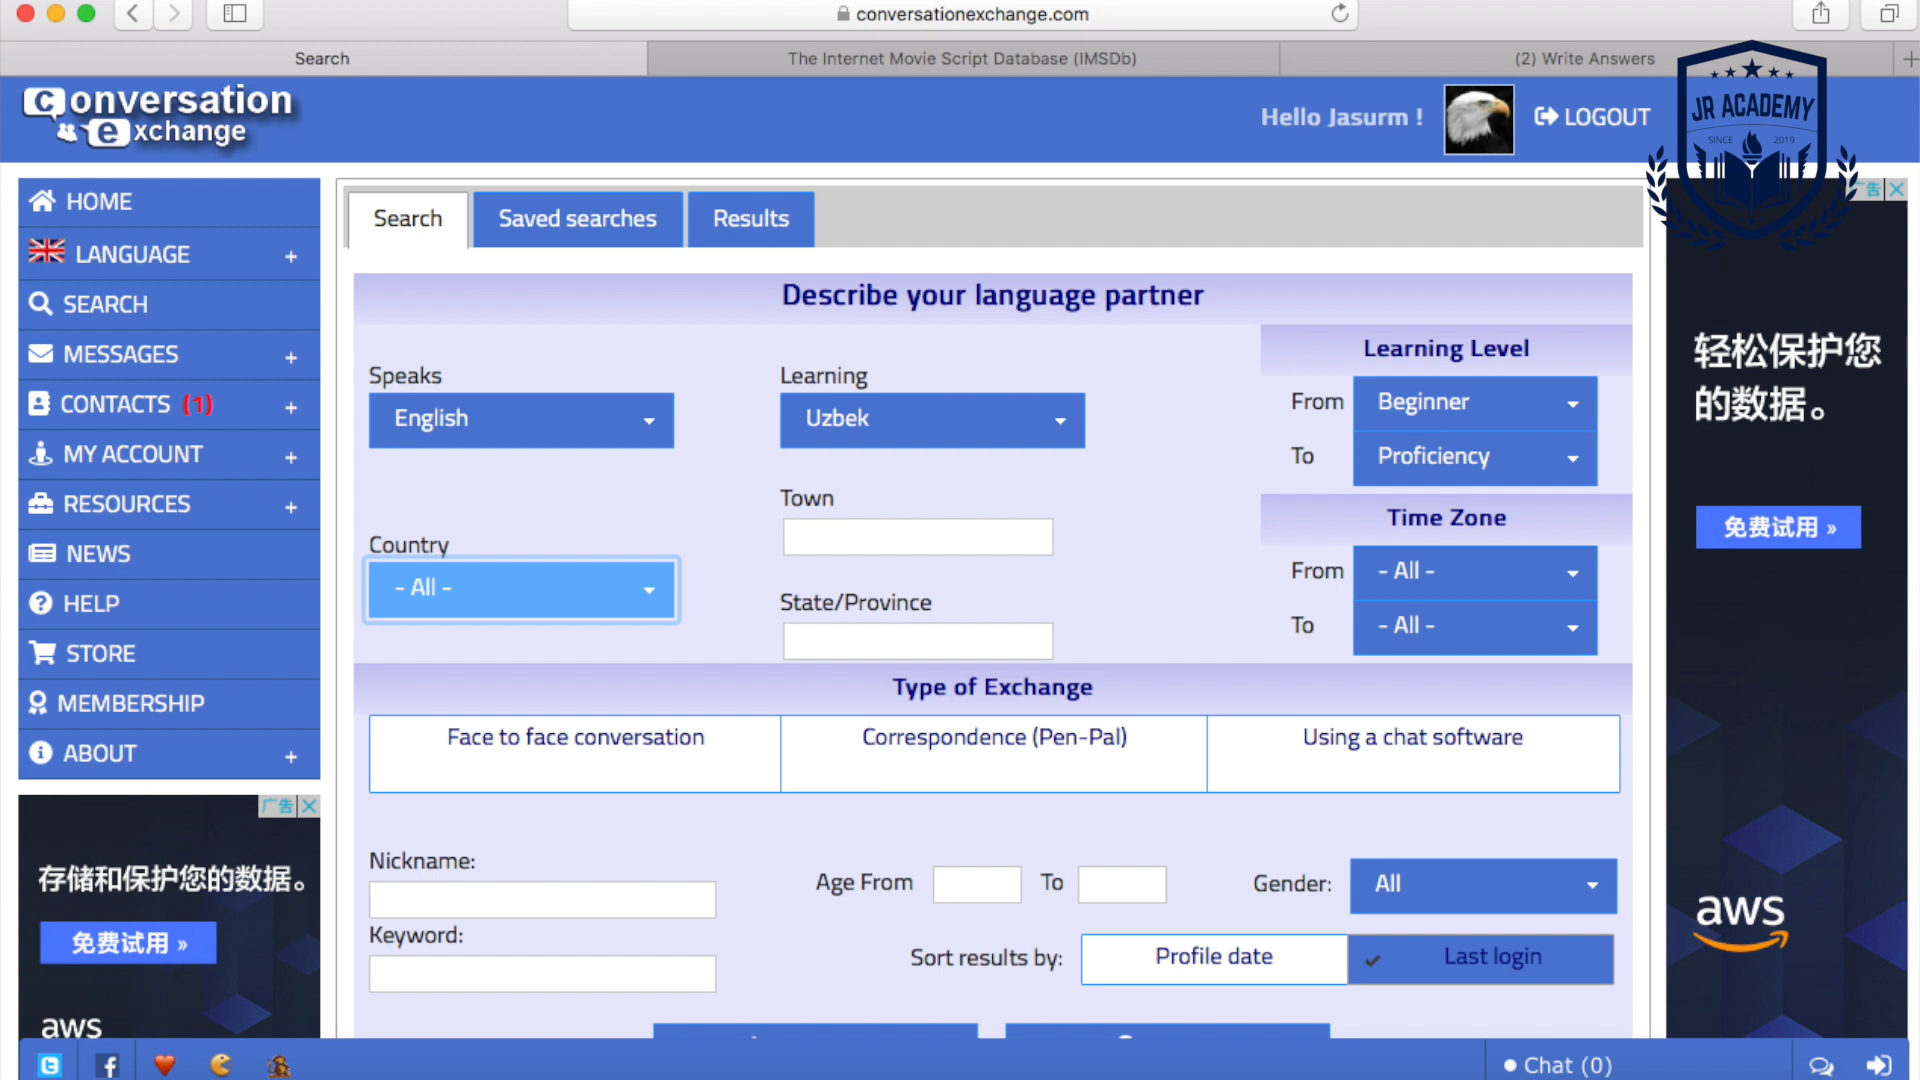 conversationexchange.com
Search
The Internet Movie Script Database (IMSDb)
(2) Write Answers
Conversation
exchange
Hello Jasurm !
LOGOUT
JR ACADEMY
SINCE 2019
HOME
LANGUAGE +
SEARCH
MESSAGES +
CONTACTS (1) +
MY ACCOUNT +
RESOURCES +
NEWS
HELP
STORE
MEMBERSHIP
ABOUT +
Search
Saved searches
Results
Describe your language partner
Speaks
English
Learning
Uzbek
Country
- All -
Town
State/Province
Learning Level
From Beginner
To Proficiency
Time Zone
From - All -
To - All -
Type of Exchange
Face to face conversation
Correspondence (Pen-Pal)
Using a chat software
Nickname:
Age From To
Gender: All
Keyword:
Sort results by: Profile date Last login
广告
存储和保护您的数据。
免费试用 »
aws
广告
轻松保护您
的数据。
免费试用 »
aws
Chat (0)